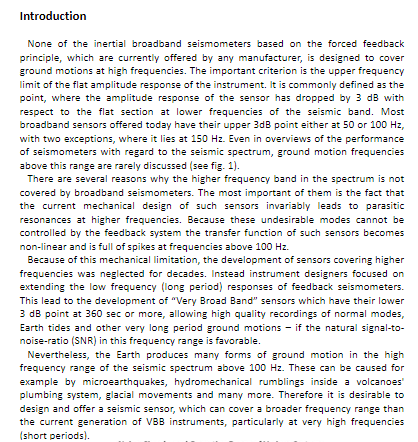 Introduction
None of the inertial broadband seismometers based on the forced feedback
principle, which are currently offered by any manufacturer, is designed to cover
ground motions at high frequencies. The important criterion is the upper frequency
limit of the flat amplitude response of the instrument. It is commonly defined as the
point, where the amplitude response of the sensor has dropped by 3 dB with
respect to the flat section at lower frequencies of the seismic band. Most
broadband sensors offered today have their upper 3dB point either at 50 or 100 Hz,
with two exceptions, where it lies at 150 Hz. Even in overviews of the performance
of seismometers with regard to the seismic spectrum, ground motion frequencies
above this range are rarely discussed (see fig. 1).
There are several reasons why the higher frequency band in the spectrum is not
covered by broadband seismometers. The most important of them is the fact that
the current mechanical design of such sensors invariably leads to parasitic
resonances at higher frequencies. Because these undesirable modes cannot be
controlled by the feedback system the transfer function of such sensors becomes
non-linear and is full of spikes at frequencies above 100 Hz.
Because of this mechanical limitation, the development of sensors covering higher
frequencies was neglected for decades. Instead instrument designers focused on
extending the low frequency (long period) responses of feedback seismometers.
This lead to the development of "Very Broad Band" sensors which have their lower
3 dB point at 360 sec or more, allowing high quality recordings of normal modes,
Earth tides and other very long period ground motions – if the natural signal-to-
noise-ratio (SNR) in this frequency range is favorable.
Nevertheless, the Earth produces many forms of ground motion in the high
frequency range of the seismic spectrum above 100 Hz. These can be caused for
example by microearthquakes, hydromechanical rumblings inside a volcanoes'
plumbing system, glacial movements and many more. Therefore it is desirable to
design and offer a seismic sensor, which can cover a broader frequency range than
the current generation of VBB instruments, particularly at very high frequencies
(short periods).